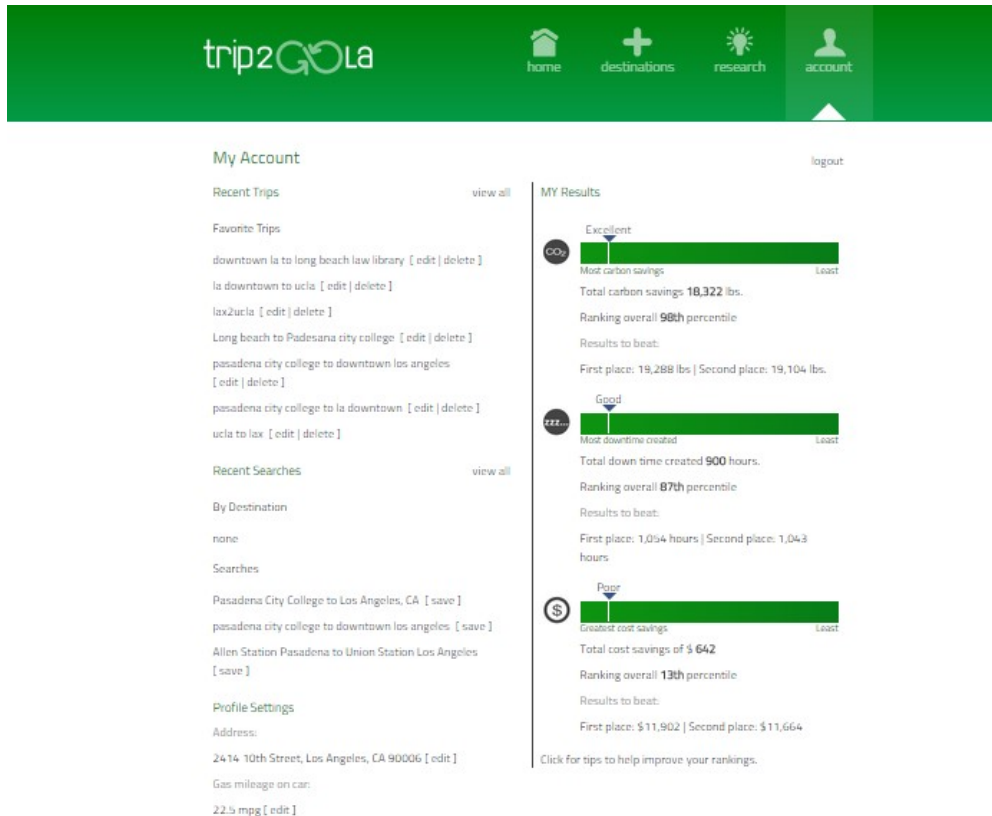 trip2GOLa
home
destinations
research
account
My Account
logout
Recent Trips
view all
Favorite Trips
downtown la to long beach law library [ edit | delete ]
la downtown to ucla [ edit | delete ]
lax2ucla [ edit | delete ]
Long beach to Padesana city college [ edit | delete ]
pasadena city college to downtown los angeles
[ edit | delete ]
pasadena city college to la downtown [ edit | delete ]
ucla to lax [ edit | delete ]
Recent Searches
view all
By Destination
none
Searches
Pasadena City College to Los Angeles, CA [ save ]
pasadena city college to downtown los angeles [ save ]
Allen Station Pasadena to Union Station Los Angeles
[ save ]
Profile Settings
Address:
2414 10th Street, Los Angeles, CA 90006 [ edit ]
Gas mileage on car:
22.5 mpg [ edit ]
MY Results
Excellent
CO₂
Most carbon savings
Least
Total carbon savings 18,322 lbs.
Ranking overall 98th percentile
Results to beat:
First place: 19,288 lbs | Second place: 19,104 lbs.
Good
zzz...
Most downtime created
Least
Total down time created 900 hours.
Ranking overall 87th percentile
Results to beat:
First place: 1,054 hours | Second place: 1,043
hours
Poor
$
Greatest cost savings
Least
Total cost savings of $ 642
Ranking overall 13th percentile
Results to beat:
First place: $11,902 | Second place: $11,664
Click for tips to help improve your rankings.